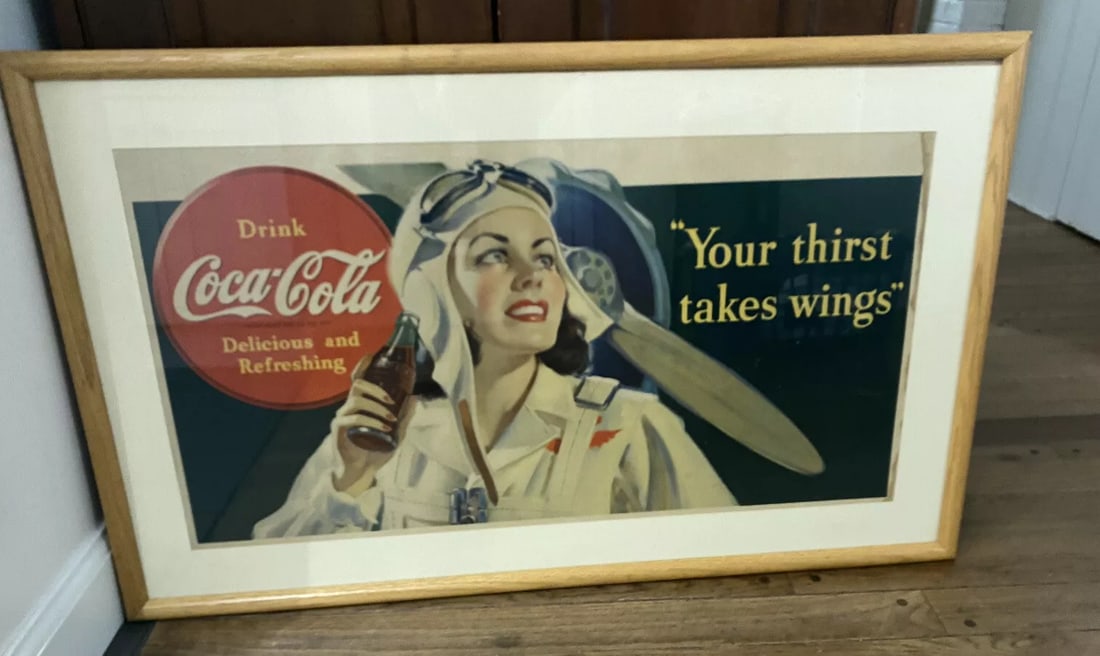 Drink
Coca-Cola
Delicious and
Refreshing
"Your thirst
takes wings"